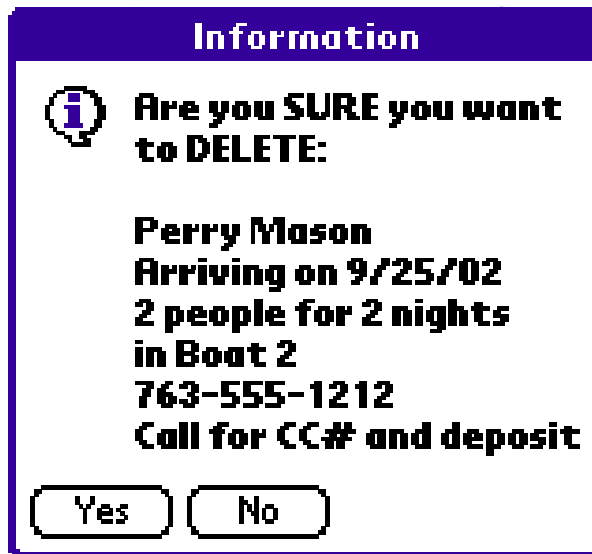 Information
Are you SURE you want
to DELETE:
Perry Mason
Arriving on 9/25/02
2 people for 2 nights
in Boat 2
763-555-1212
Call for CC# and deposit
Yes No